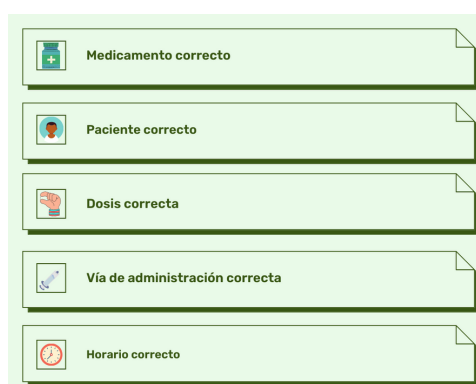 Medicamento correcto
Paciente correcto
Dosis correcta
Vía de administración correcta
Horario correcto